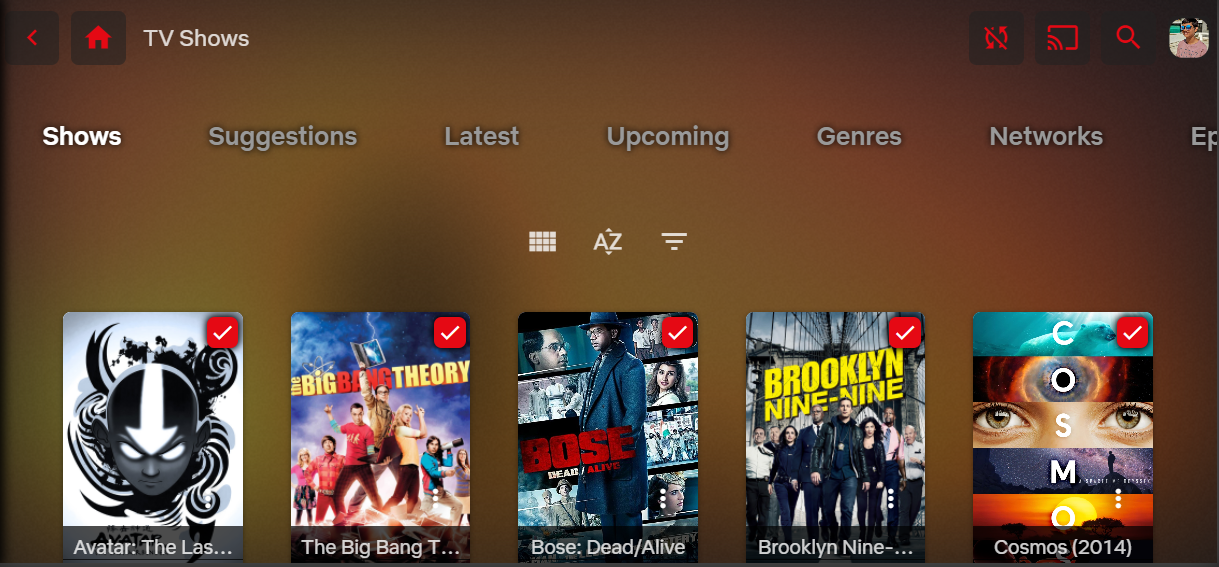 TV Shows
Shows Suggestions Latest Upcoming Genres Networks Ep
AZ
the BIG BANG THEORY
BOSE
DEAD/ALIVE
BROOKLYN
NINE-NINE
C
O
S
M
O
Avatar: The Las... The Big Bang T... Bose: Dead/Alive Brooklyn Nine-... Cosmos (2014)